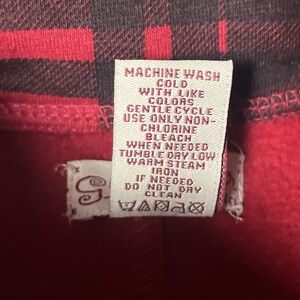 MACHINE WASH
COLD
WITH LIKE
COLORS
GENTLE CYCLE
USE ONLY NON-
CHLORINE
BLEACH
WHEN NEEDED
TUMBLE DRY LOW
WARM STEAM
IRON
IF NEEDED
DO NOT DRY
CLEAN